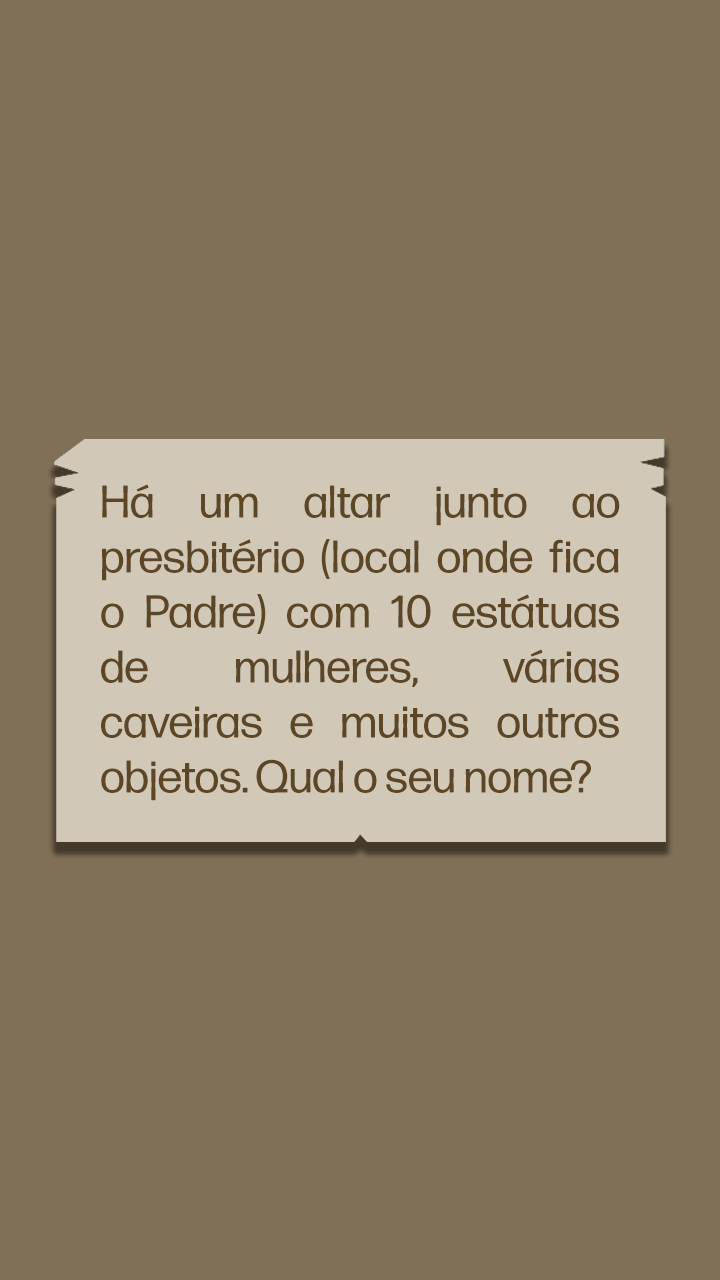 Há um altar junto ao
presbitério (local onde fica
o Padre) com 10 estátuas
de mulheres, várias
caveiras e muitos outros
objetos. Qual o seu nome?